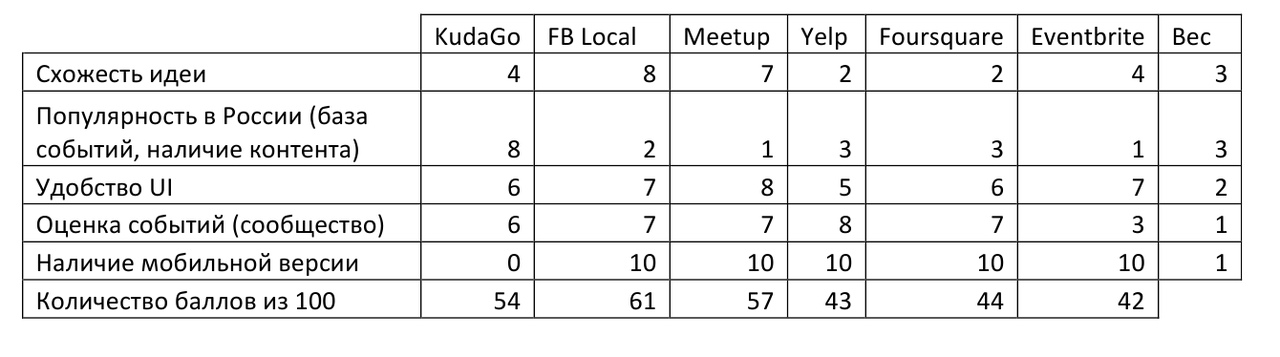 KudaGo FB Local Meetup Yelp Foursquare Eventbrite Вес
Схожесть идеи 4 8 7 2 2 4 3
Популярность в России (база
событий, наличие контента) 8 2 1 3 3 1 3
Удобство UI 6 7 8 5 6 7 2
Оценка событий (сообщество) 6 7 7 8 7 3 1
Наличие мобильной версии 0 10 10 10 10 10 1
Количество баллов из 100 54 61 57 43 44 42